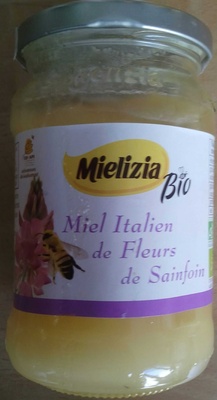 Mielizia
Bio
Miel Italien
de Fleurs
de Sainfoin